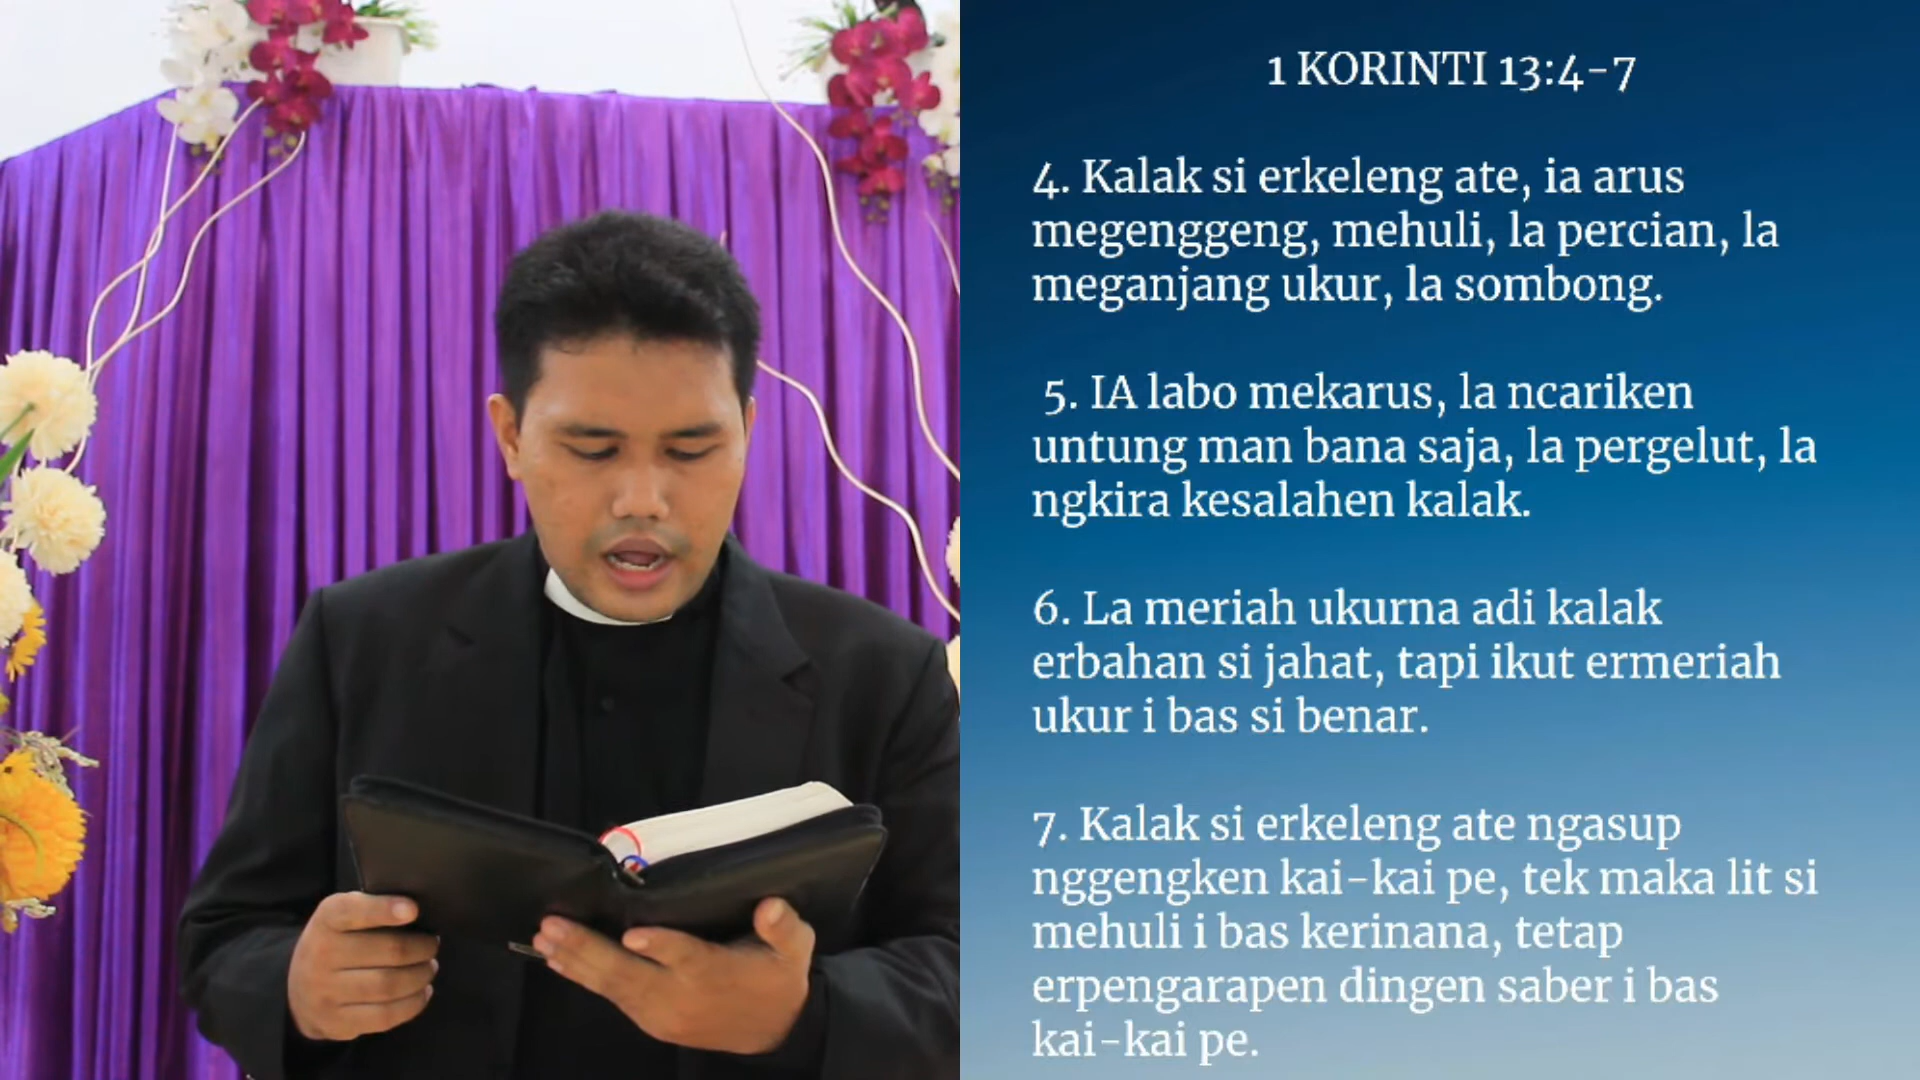 1 KORINTI 13:4-7
4. Kalak si erkeleng ate, ia arus
megenggeng, mehuli, la percian, la
meganjang ukur, la sombong.
5. IA labo mekarus, la ncariken
untung man bana saja, la pergelut, la
ngkira kesalahen kalak.
6. La meriah ukurna adi kalak
erbahan si jahat, tapi ikut ermeriah
ukur i bas si benar.
7. Kalak si erkeleng ate ngasup
nggengken kai-kai pe, tek maka lit si
mehuli i bas kerinana, tetap
erpengarapen dingen saber i bas
kai-kai pe.